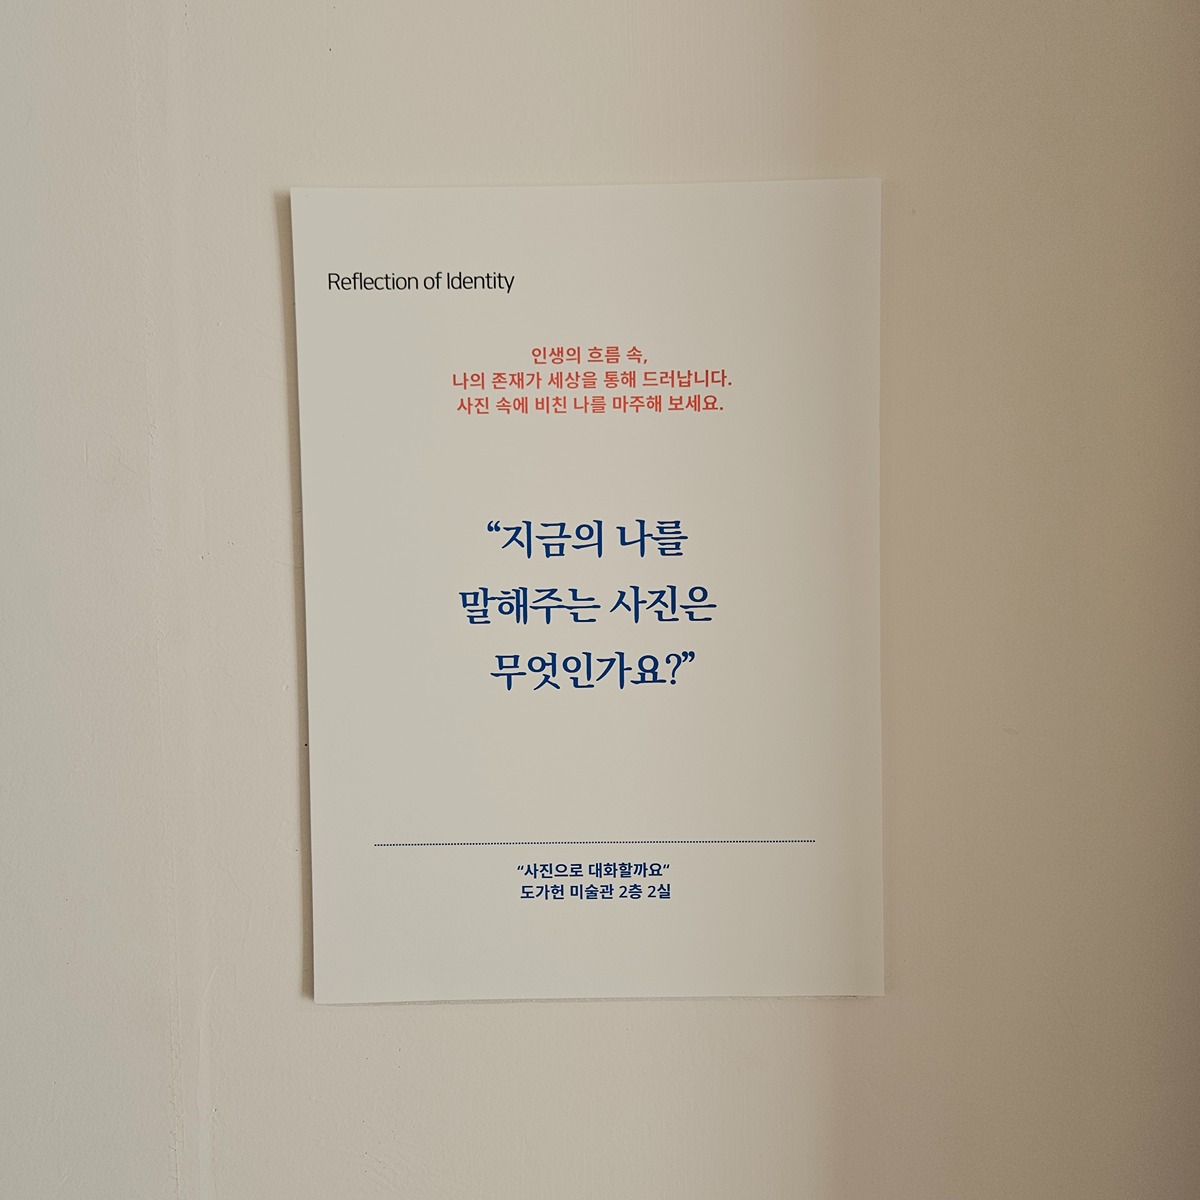 Reflection of Identity
인생의 흐름 속,
나의 존재가 세상을 통해 드러납니다.
사진 속에 비친 나를 마주해 보세요.
“지금의 나를
말해주는 사진은
무엇인가요?”
“사진으로 대화할까요“
도가헌 미술관 2층 2실